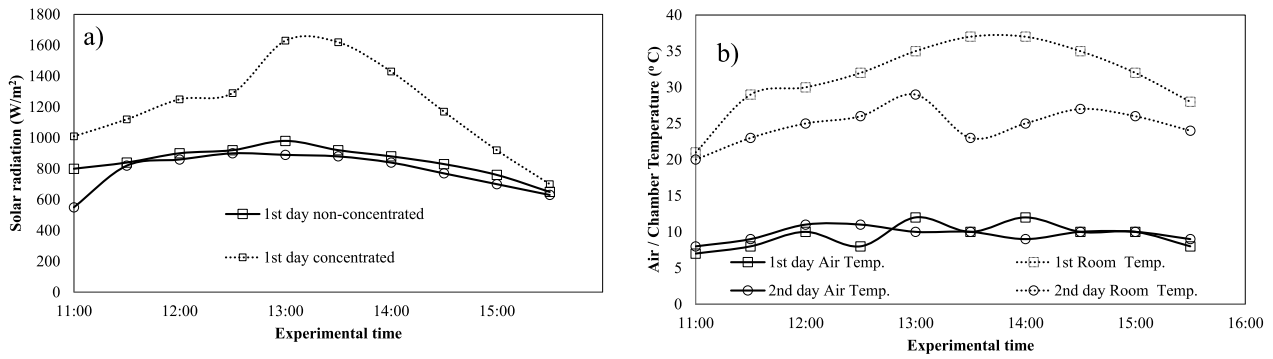 a)
Solar radiation (W/m²)
1800
1600
1400
1200
1000
800
600
400
200
0
1st day non-concentrated
1st day concentrated
11:00 12:00 13:00 14:00 15:00
Experimental time
b)
Air / Chamber Temperature (° C)
40
35
30
25
20
15
10
5
0
1st day Air Temp. 1st Room Temp.
2nd day Air Temp. 2nd day Room Temp.
11:00 12:00 13:00 14:00 15:00 16:00
Experimental time